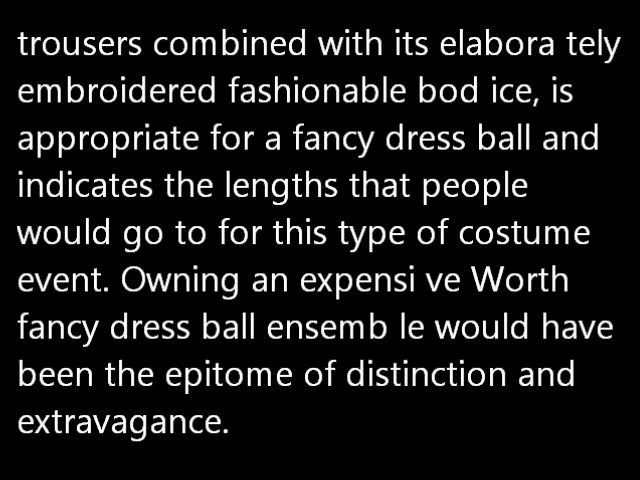 trousers combined with its elabora tely
embroidered fashionable bod ice, is
appropriate for a fancy dress ball and
indicates the lengths that people
would go to for this type of costume
event. Owning an expensi ve Worth
fancy dress ball ensemb le would have
been the epitome of distinction and
extravagance.